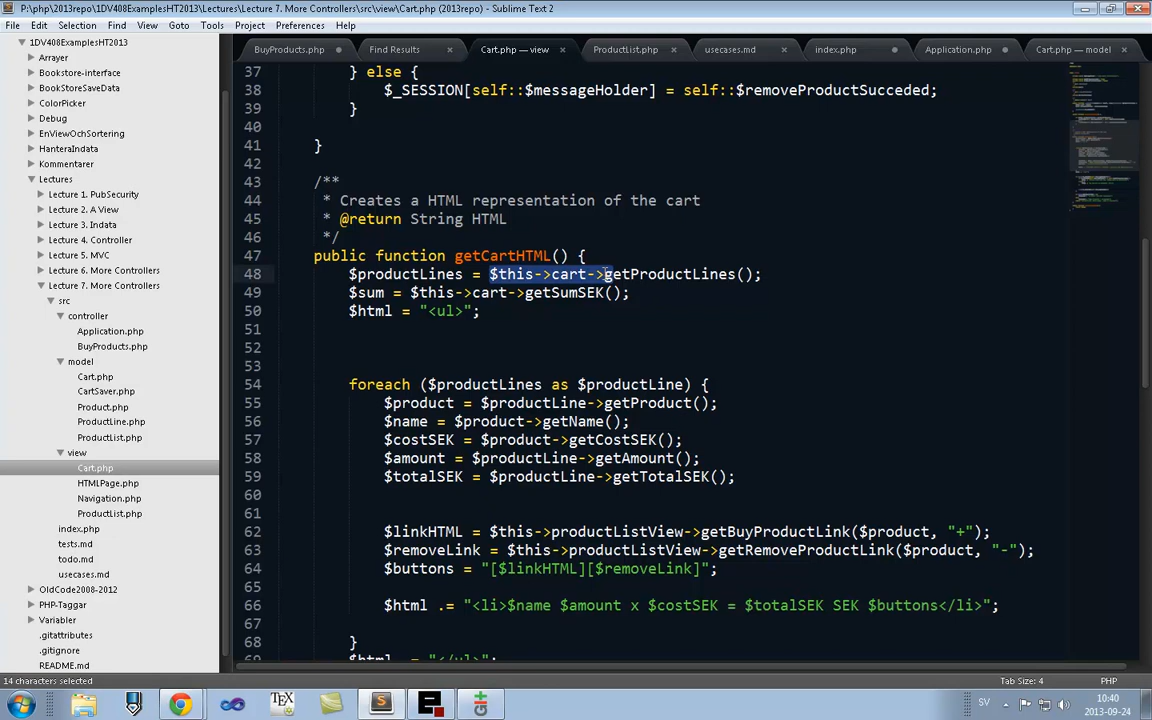 P:\php\2013repo\1DV408ExamplesHT2013\Lectures\Lecture 7. More Controllers\src\view\Cart.php (2013repo) - Sublime Text 2
File Edit Selection Find View Goto Tools Project Preferences Help
1DV408ExamplesHT2013
Arrayer
Bookstore-interface
BookStoreSaveData
ColorPicker
Debug
EnViewOchSortering
HanteraIndata
Kommentarer
Lectures
Lecture 1. PubSecurity
Lecture 2. A View
Lecture 3. Indata
Lecture 4. Controller
Lecture 5. MVC
Lecture 6. More Controllers
Lecture 7. More Controllers
src
controller
Application.php
BuyProducts.php
model
Cart.php
CartSaver.php
Product.php
ProductLine.php
ProductList.php
view
Cart.php
HTMLPage.php
Navigation.php
ProductList.php
index.php
tests.md
todo.md
usecases.md
OldCode2008-2012
PHP-Taggar
Variabler
.gitattributes
.gitignore
README.md
BuyProducts.php Find Results Cart.php — view ProductList.php usecases.md index.php Application.php Cart.php — model
37 } else {
38 $_SESSION[self::$messageHolder] = self::$removeProductSucceded;
39 }
40
41 }
42
43 /**
44 * Creates a HTML representation of the cart
45 * @return String HTML
46 */
47 public function getCartHTML() {
48 $productLines = $this->cart->getProductLines();
49 $sum = $this->cart->getSumSEK();
50 $html = "<ul>";
51
52
53
54 foreach ($productLines as $productLine) {
55 $product = $productLine->getProduct();
56 $name = $product->getName();
57 $costSEK = $product->getCostSEK();
58 $amount = $productLine->getAmount();
59 $totalSEK = $productLine->getTotalSEK();
60
61
62 $linkHTML = $this->productListView->getBuyProductLink($product, "+");
63 $removeLink = $this->productListView->getRemoveProductLink($product, "-");
64 $buttons = "[$linkHTML][$removeLink]";
65
66 $html .= "<li>$name $amount x $costSEK = $totalSEK SEK $buttons</li>";
67
68 }
69 $html .= "</ul>";
14 characters selected
Tab Size: 4
PHP
SV
10:40
2013-09-24